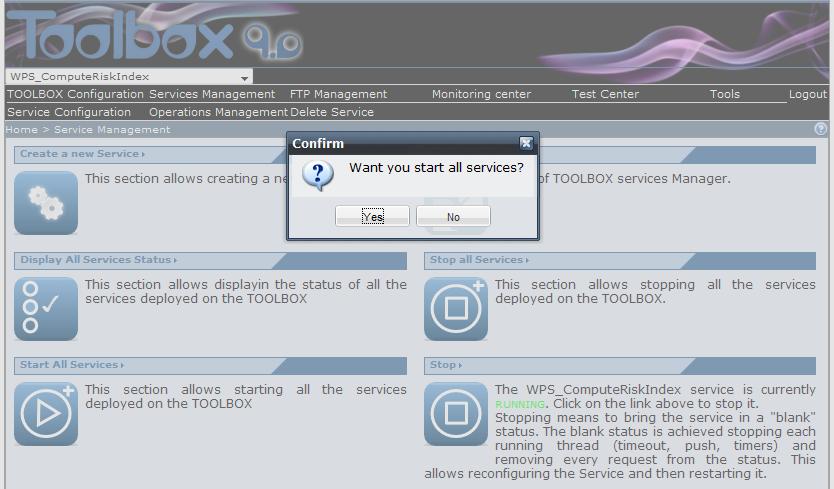 Toolbox 9.0
WPS_ComputeRiskIndex
TOOLBOX Configuration Services Management FTP Management Monitoring center Test Center Tools Logout
Service Configuration Operations Management Delete Service
Home > Service Management
Confirm
Want you start all services?
Yes No
Create a new Service
This section allows creating a ne
of TOOLBOX services Manager.
Display All Services Status
This section allows displayin the status of all the
services deployed on the TOOLBOX
Stop all Services
This section allows stopping all the services
deployed on the TOOLBOX.
Start All Services
This section allows starting all the services
deployed on the TOOLBOX
Stop
The WPS_ComputeRiskIndex service is currently
RUNNING. Click on the link above to stop it.
Stopping means to bring the service in a "blank"
status. The blank status is achieved stopping each
running thread (timeout, push, timers) and
removing every request from the status. This
allows reconfiguring the Service and then restarting it.